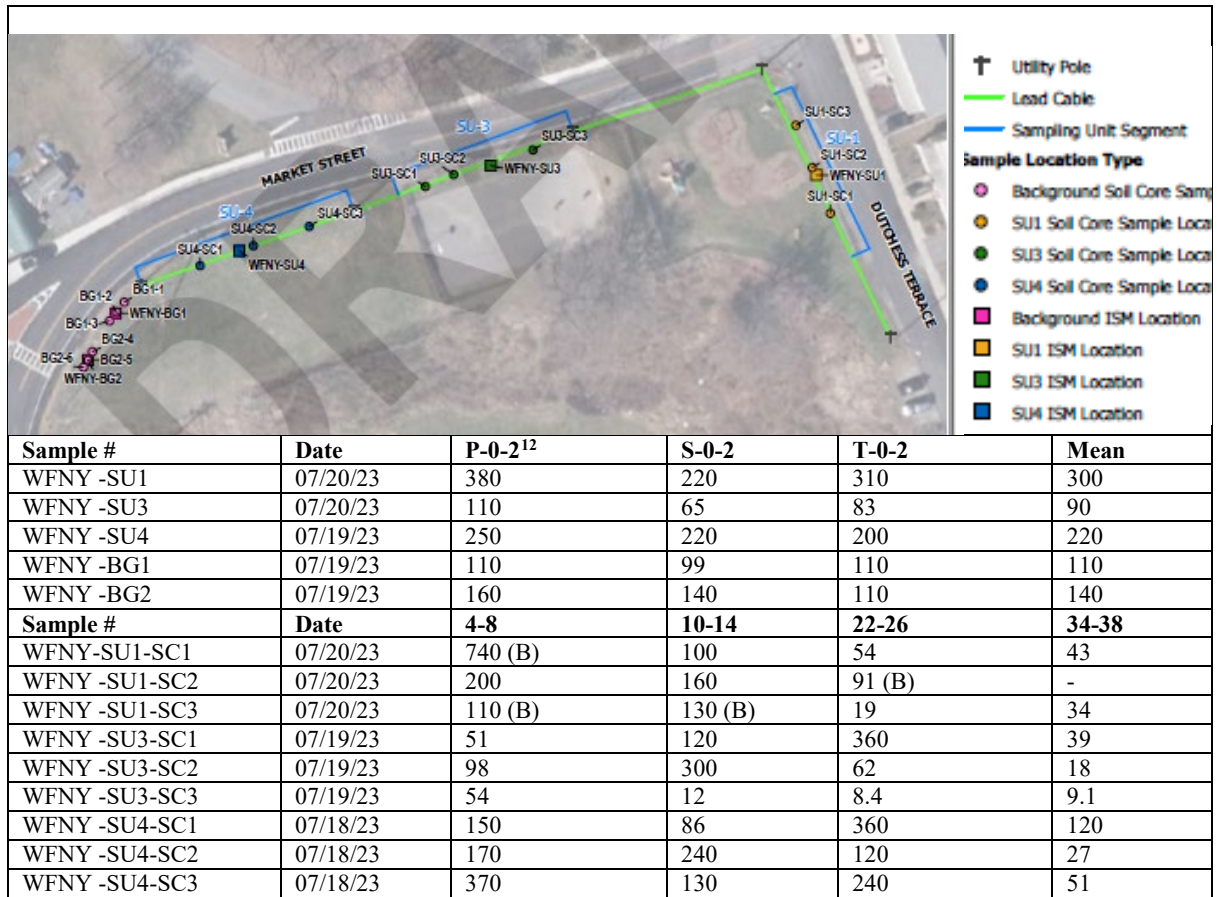 DRAFT
MARKET STREET
DUTCHESS TERRACE
SU-3
SU-1
SU-4
SU1-SC3
SU1-SC2
WFNY-SU1
SU1-SC1
SU3-SC3
SU3-SC2
WFNY-SU3
SU3-SC1
SU4-SC3
SU4-SC2
SU4-SC1
WFNY-SU4
BG1-1
BG1-2
WFNY-BG1
BG1-3
BG2-4
BG2-6
BG2-5
WFNY-BG2
Utility Pole
Lead Cable
Sampling Unit Segment
Sample Location Type
Background Soil Core Samp
SU1 Soil Core Sample Loca
SU3 Soil Core Sample Loca
SU4 Soil Core Sample Loca
Background ISM Location
SU1 ISM Location
SU3 ISM Location
SU4 ISM Location
Sample # Date P-0-2¹² S-0-2 T-0-2 Mean
WFNY -SU1 07/20/23 380 220 310 300
WFNY -SU3 07/20/23 110 65 83 90
WFNY -SU4 07/19/23 250 220 200 220
WFNY -BG1 07/19/23 110 99 110 110
WFNY -BG2 07/19/23 160 140 110 140
Sample # Date 4-8 10-14 22-26 34-38
WFNY-SU1-SC1 07/20/23 740 (B) 100 54 43
WFNY -SU1-SC2 07/20/23 200 160 91 (B) -
WFNY -SU1-SC3 07/20/23 110 (B) 130 (B) 19 34
WFNY -SU3-SC1 07/19/23 51 120 360 39
WFNY -SU3-SC2 07/19/23 98 300 62 18
WFNY -SU3-SC3 07/19/23 54 12 8.4 9.1
WFNY -SU4-SC1 07/18/23 150 86 360 120
WFNY -SU4-SC2 07/18/23 170 240 120 27
WFNY -SU4-SC3 07/18/23 370 130 240 51